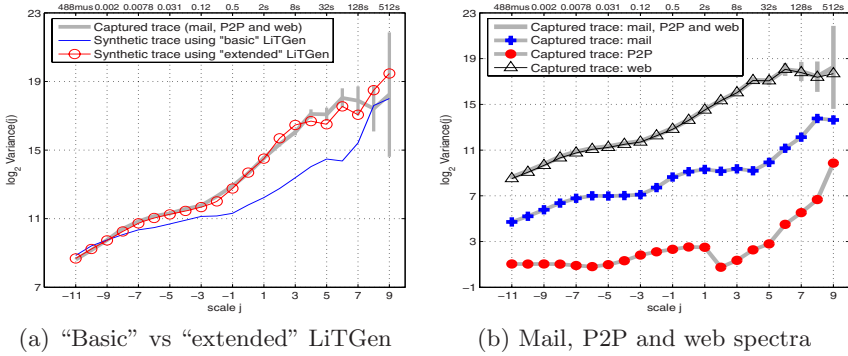 488mus 0.002 0.0078 0.031 0.12 0.5 2s 8s 32s 128s 512s
Captured trace (mail, P2P and web)
Synthetic trace using "basic" LiTGen
Synthetic trace using "extended" LiTGen
23
19
15
11
7
log2 Variance(j)
−11 −9 −7 −5 −3 −1 1 3 5 7 9
scale j
(a) “Basic” vs “extended” LiTGen
488mus 0.002 0.0078 0.031 0.12 0.5 2s 8s 32s 128s 512s
Captured trace: mail, P2P and web
Captured trace: mail
Captured trace: P2P
Captured trace: web
23
19
15
11
7
3
−1
log2 Variance(j)
−11 −9 −7 −5 −3 −1 1 3 5 7 9
scale j
(b) Mail, P2P and web spectra